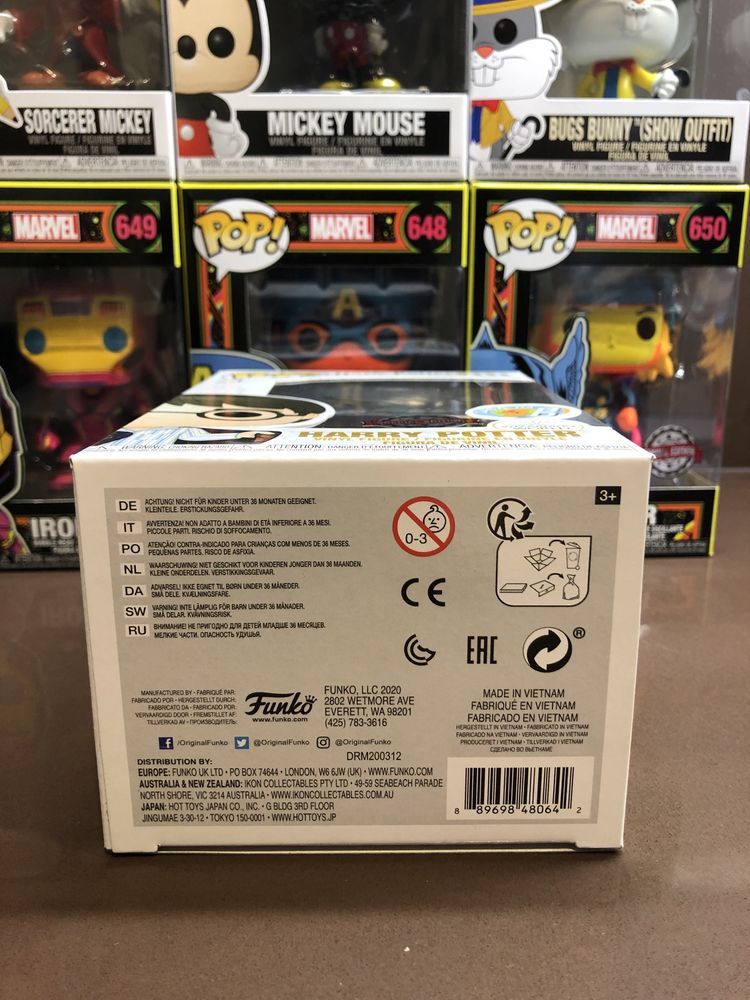 SORCERER MICKEY
VINYL FIGURE / FIGURINE EN VINYLE
FIGURA DE VINIL
MICKEY MOUSE
VINYL FIGURE / FIGURINE EN VINYLE
FIGURA DE VINIL
BUGS BUNNY™(SHOW OUTFIT)
VINYL FIGURE / FIGURINE EN VINYLE
FIGURA DE VINIL
MARVEL 649
POP! MARVEL 648
POP! MARVEL 650
A
IRO
HARRY POTTER
VINYL FIGURE / FIGURINE EN VINYLE
FIGURA DE VINIL
3+
DE ACHTUNG! NICHT FÜR KINDER UNTER 36 MONATEN GEEIGNET.
KLEINTEILE. ERSTICKUNGSGEFAHR.
IT AVVERTENZA! NON ADATTO A BAMBINI DI ETÀ INFERIORE A 36 MESI.
PICCOLE PARTI. RISCHIO DI SOFFOCAMENTO.
PO ATENÇÃO! CONTRA-INDICADO PARA CRIANÇAS COM MENOS DE 36 MESES.
PEQUENAS PARTES. RISCO DE ASFIXIA.
NL WAARSCHUWING! NIET GESCHIKT VOOR KINDEREN JONGER DAN 36 MAANDEN.
KLEINE ONDERDELEN. VERSTIKKINGSGEVAAR.
DA ADVARSEL! IKKE EGNET TIL BØRN UNDER 36 MÅNEDER.
SMÅ DELE. KVÆLNINGSFARE.
SW VARNING! INTE LÄMPLIG FÖR BARN UNDER 36 MÅNADER.
SMÅ DELAR. KVÄVNINGSRISK.
RU ВНИМАНИЕ! НЕ ПРИГОДНО ДЛЯ ДЕТЕЙ МЛАДШЕ 36 МЕСЯЦЕВ.
МЕЛКИЕ ЧАСТИ. ОПАСНОСТЬ УДУШЬЯ.
0-3
CE
EAC
®
MANUFACTURED BY • FABRIQUÉ PAR:
FABRICADO POR • HERGESTELLT DURCH:
FABBRICATO DA • FABRICADO POR:
VERVAARDIGD DOOR • FREMSTILLET AF:
TILLVERKAD AV • ПРОИЗВОДИТЕЛЬ:
Funko
www.funko.com
FUNKO, LLC 2020
2802 WETMORE AVE
EVERETT, WA 98201
(425) 783-3616
MADE IN VIETNAM
FABRIQUÉ EN VIETNAM
FABRICADO EN VIETNAM
HERGESTELLT IN VIETNAM • FABBRICATO IN VIETNAM
FABRICADO NA VIETNAM • VERVAARDIGD IN VIETNAM
PRODUCERET I VIETNAM • TILLVERKAD I VIETNAM
СДЕЛАНО ВО ВЬЕТНАМЕ
/OriginalFunko @OriginalFunko @OriginalFunko
DRM200312
DISTRIBUTION BY:
EUROPE: FUNKO UK LTD • PO BOX 74644 • LONDON, W6 6JW (UK) • WWW.FUNKO.COM
AUSTRALIA & NEW ZEALAND: IKON COLLECTABLES PTY LTD • 49-59 SEABEACH PARADE
NORTH SHORE, VIC 3214 AUSTRALIA • WWW.IKONCOLLECTABLES.COM.AU
JAPAN: HOT TOYS JAPAN CO., INC. • G BLDG 3RD FLOOR
JINGUMAE 3-30-12 • TOKYO 150-0001 • WWW.HOTTOYS.JP
8 89698 48064 2